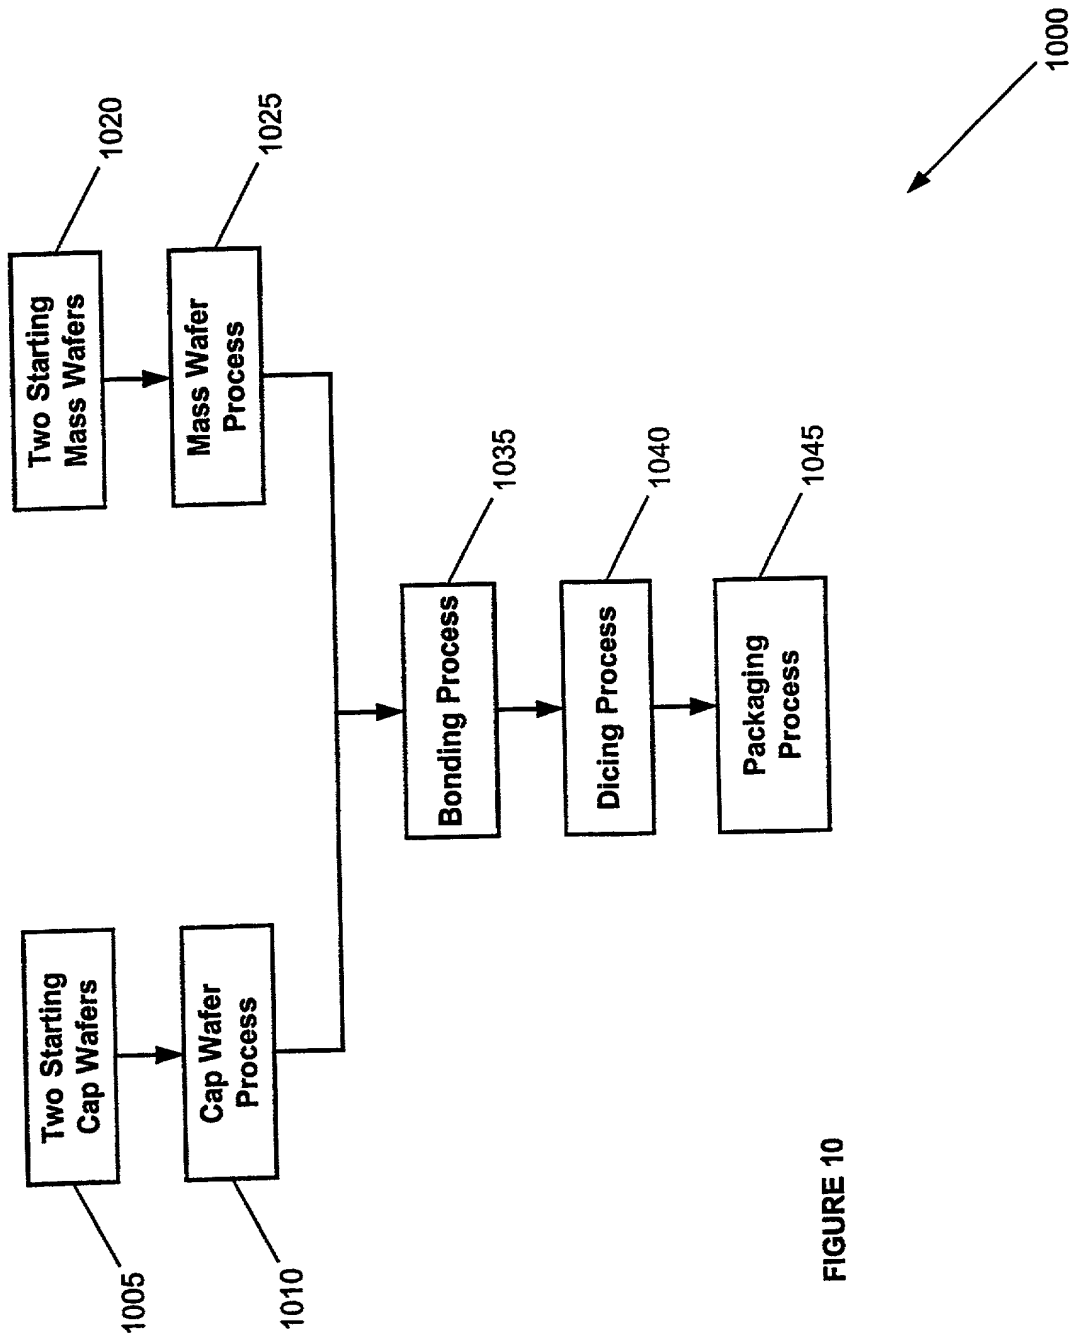 Two Starting
Cap Wafers
1005
Cap Wafer
Process
1010
Two Starting
Mass Wafers
1020
Mass Wafer
Process
1025
Bonding Process
1035
Dicing Process
1040
Packaging
Process
1045
FIGURE 10
1000